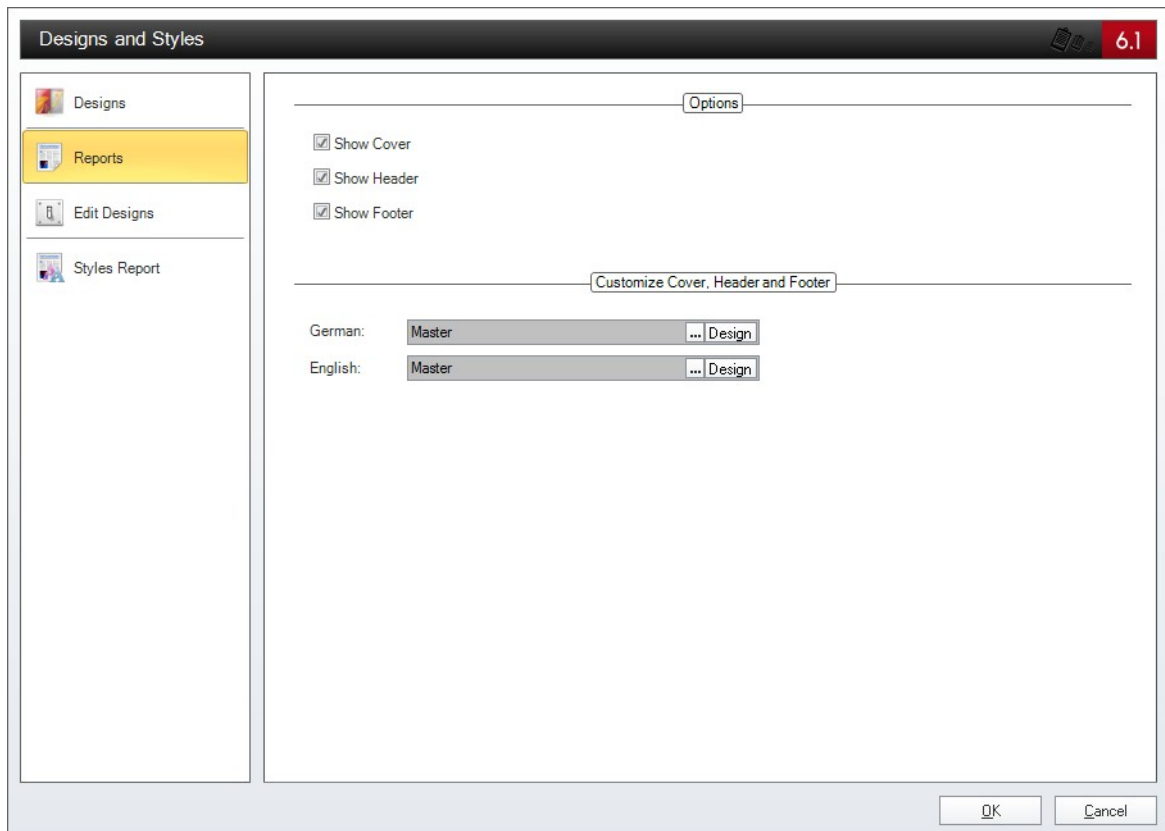 Designs and Styles
6.1
Designs
Reports
Edit Designs
Styles Report
Options
Show Cover
Show Header
Show Footer
Customize Cover, Header and Footer
German: Master ... Design
English: Master ... Design
OK Cancel